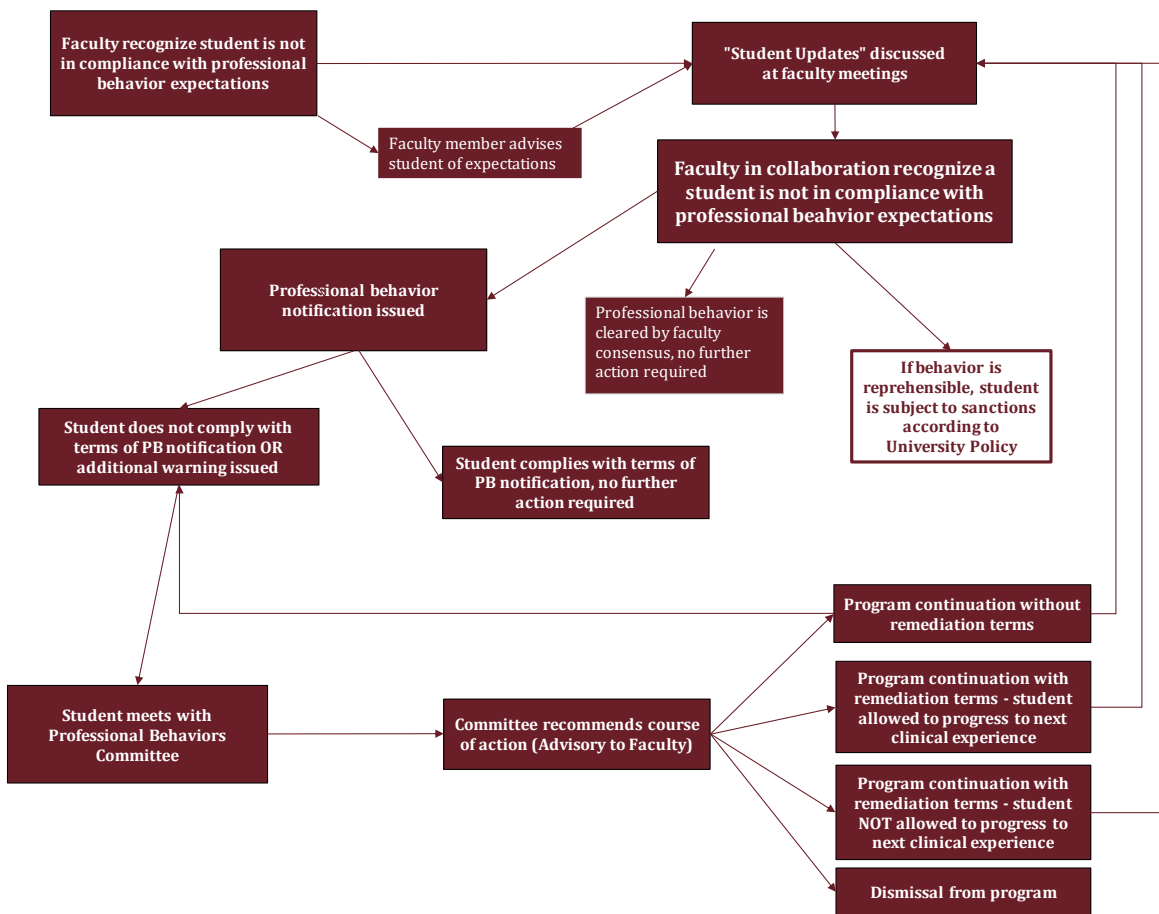 Faculty recognize student is not
in compliance with professional
behavior expectations
"Student Updates" discussed
at faculty meetings
Faculty member advises
student of expectations
Faculty in collaboration recognize a
student is not in compliance with
professional beahvior expectations
Professional behavior
notification issued
Professional behavior is
cleared by faculty
consensus, no further
action required
If behavior is
reprehensible, student
is subject to sanctions
according to
University Policy
Student does not comply with
terms of PB notification OR
additional warning issued
Student complies with terms of
PB notification, no further
action required
Program continuation without
remediation terms
Student meets with
Professional Behaviors
Committee
Committee recommends course
of action (Advisory to Faculty)
Program continuation with
remediation terms - student
allowed to progress to next
clinical experience
Program continuation with
remediation terms - student
NOT allowed to progress to
next clinical experience
Dismissal from program